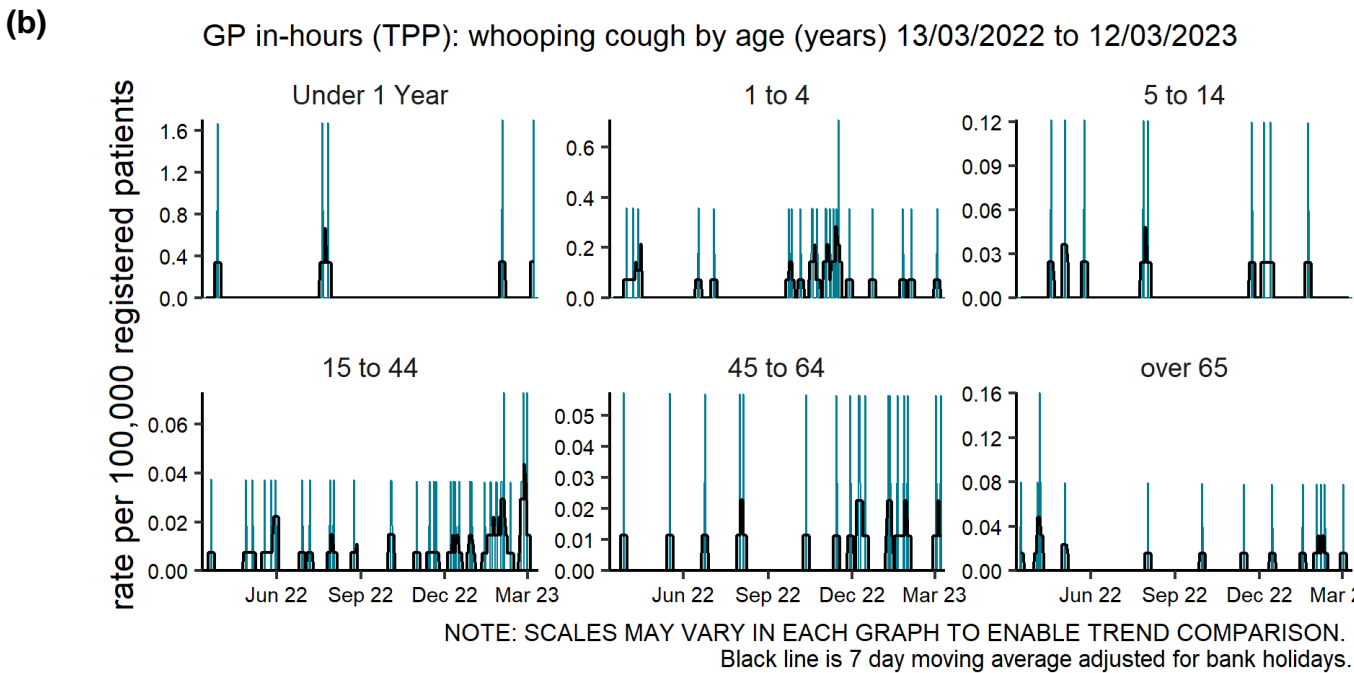 (b)
GP in-hours (TPP): whooping cough by age (years) 13/03/2022 to 12/03/2023
rate per 100,000 registered patients
Under 1 Year
1.6
1.2
0.8
0.4
0.0
1 to 4
0.6
0.4
0.2
0.0
5 to 14
0.12
0.09
0.06
0.03
0.00
15 to 44
0.06
0.04
0.02
0.00
Jun 22 Sep 22 Dec 22 Mar 23
45 to 64
0.05
0.04
0.03
0.02
0.01
0.00
Jun 22 Sep 22 Dec 22 Mar 23
over 65
0.16
0.12
0.08
0.04
0.00
Jun 22 Sep 22 Dec 22 Mar 2
NOTE: SCALES MAY VARY IN EACH GRAPH TO ENABLE TREND COMPARISON.
Black line is 7 day moving average adjusted for bank holidays.